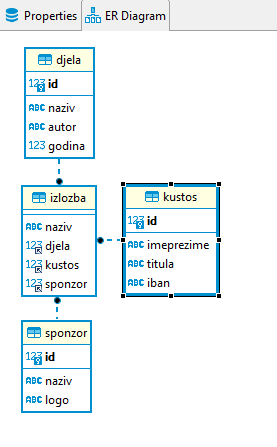 Properties
ER Diagram
djela
123 id
ABC naziv
ABC autor
123 godina
izlozba
ABC naziv
123 djela
123 kustos
123 sponzor
kustos
ABC id
ABC imeprezime
ABC titula
ABC iban
sponzor
123 id
ABC naziv
ABC logo